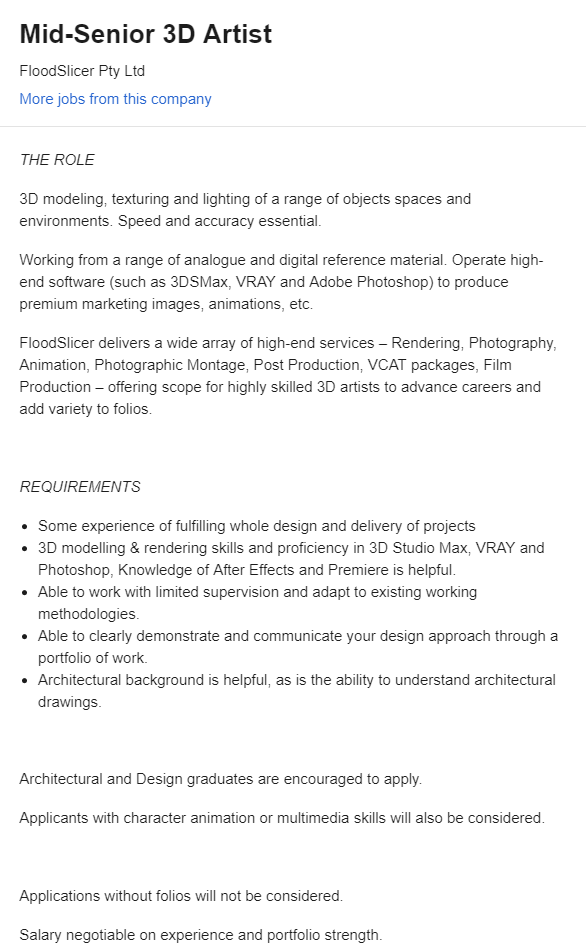 Mid-Senior 3D Artist
FloodSlicer Pty Ltd
More jobs from this company
THE ROLE
3D modeling, texturing and lighting of a range of objects spaces and
environments. Speed and accuracy essential.
Working from a range of analogue and digital reference material. Operate high-
end software (such as 3DSMax, VRAY and Adobe Photoshop) to produce
premium marketing images, animations, etc.
FloodSlicer delivers a wide array of high-end services – Rendering, Photography,
Animation, Photographic Montage, Post Production, VCAT packages, Film
Production – offering scope for highly skilled 3D artists to advance careers and
add variety to folios.
REQUIREMENTS
• Some experience of fulfilling whole design and delivery of projects
• 3D modelling & rendering skills and proficiency in 3D Studio Max, VRAY and
Photoshop, Knowledge of After Effects and Premiere is helpful.
• Able to work with limited supervision and adapt to existing working
methodologies.
• Able to clearly demonstrate and communicate your design approach through a
portfolio of work.
• Architectural background is helpful, as is the ability to understand architectural
drawings.
Architectural and Design graduates are encouraged to apply.
Applicants with character animation or multimedia skills will also be considered.
Applications without folios will not be considered.
Salary negotiable on experience and portfolio strength.